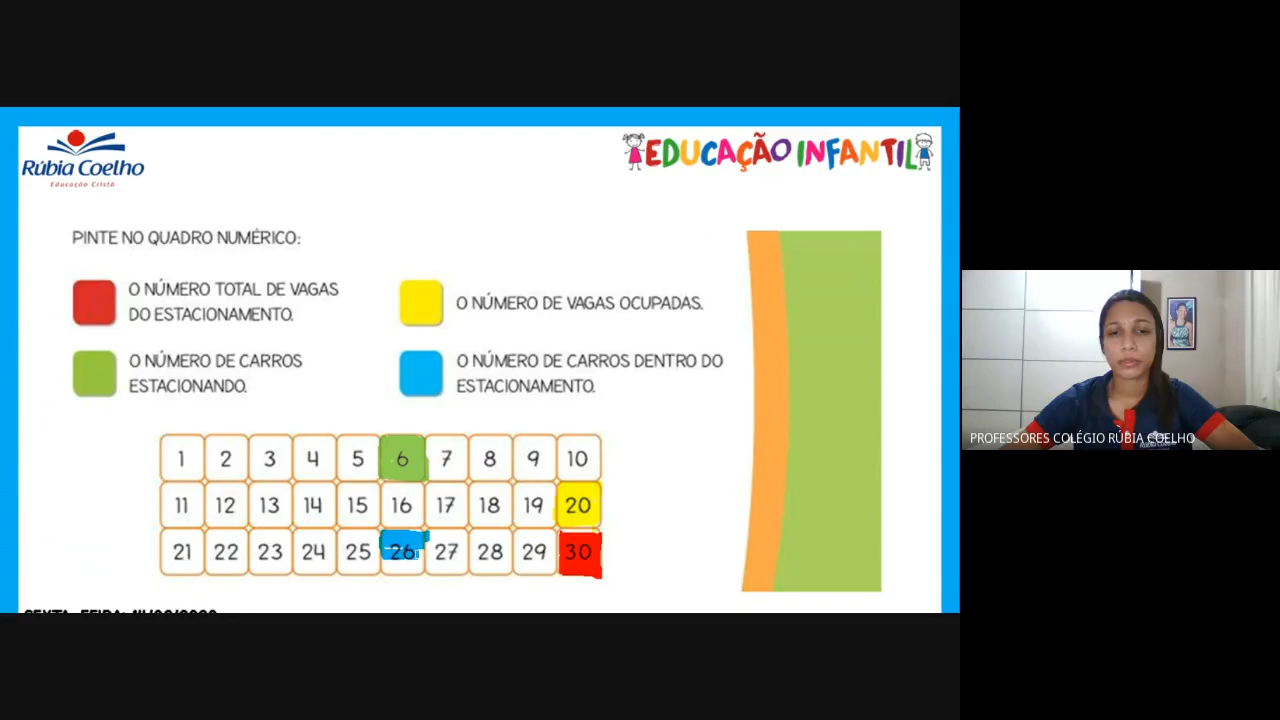 Rúbia Coelho
Educação Cristã
EDUCAÇÃO INFANTIL
PINTE NO QUADRO NUMÉRICO:
O NÚMERO TOTAL DE VAGAS
DO ESTACIONAMENTO.
O NÚMERO DE VAGAS OCUPADAS.
O NÚMERO DE CARROS
ESTACIONANDO.
O NÚMERO DE CARROS DENTRO DO
ESTACIONAMENTO.
1 2 3 4 5 6 7 8 9 10
11 12 13 14 15 16 17 18 19 20
21 22 23 24 25 26 27 28 29 30
SEXTA-FEIRA:
PROFESSORES COLÉGIO RÚBIA COELHO